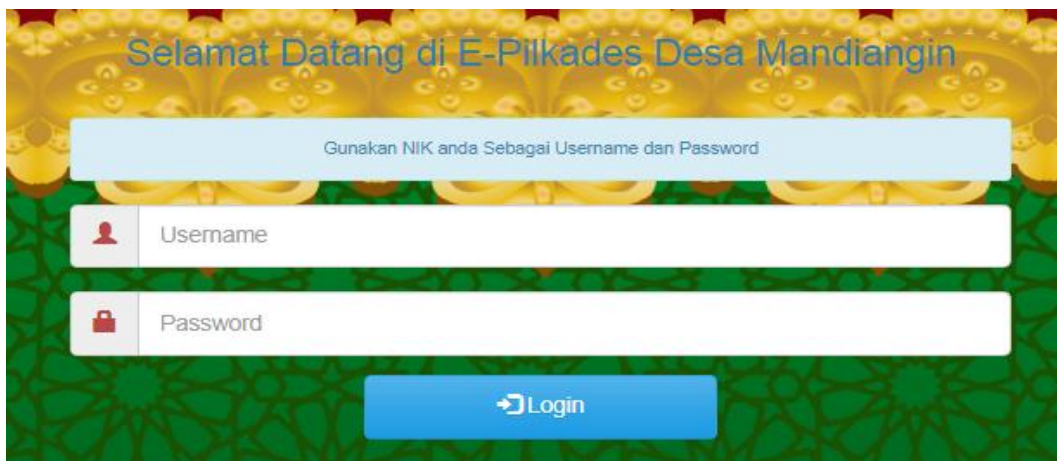 Selamat Datang di E-Pilkades Desa Mandiangin
Gunakan NIK anda Sebagai Username dan Password
Username
Password
Login